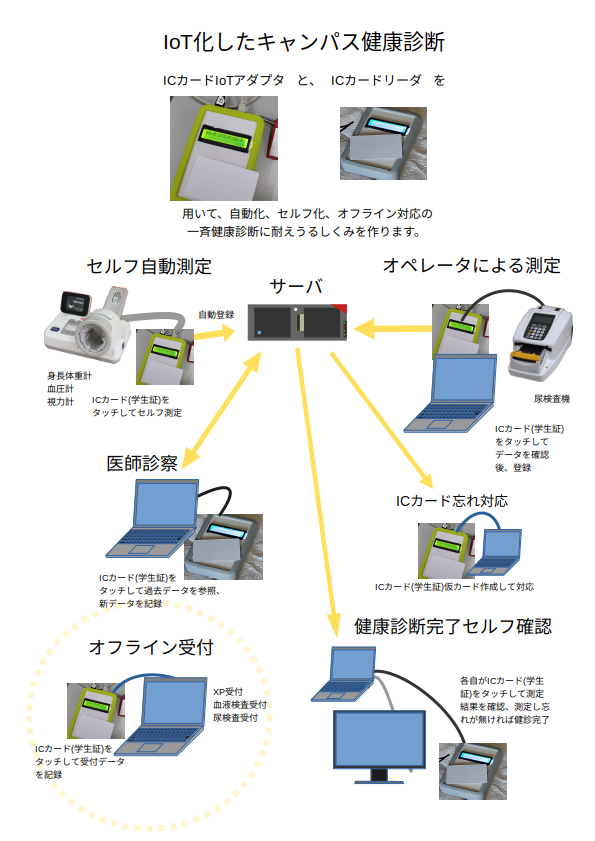 IoT化したキャンパス健康診断
ICカードIoTアダプタ と、 ICカードリーダ を
用いて、自動化、セルフ化、オフライン対応の
一斉健康診断に耐えうるしくみを作ります。
セルフ自動測定
サーバ
オペレータによる測定
自動登録
身長体重計
血圧計
視力計
ICカード(学生証)を
タッチしてセルフ測定
尿検査機
ICカード(学生証)
をタッチして
データを確認
後、登録
医師診察
ICカード(学生証)を
タッチして過去データを参照、
新データを記録
ICカード忘れ対応
ICカード(学生証)仮カード作成して対応
オフライン受付
XP受付
血液検査受付
尿検査受付
ICカード(学生証)を
タッチして受付データ
を記録
健康診断完了セルフ確認
各自がICカード(学生
証)をタッチして測定
結果を確認、測定し忘
れが無ければ健診完了